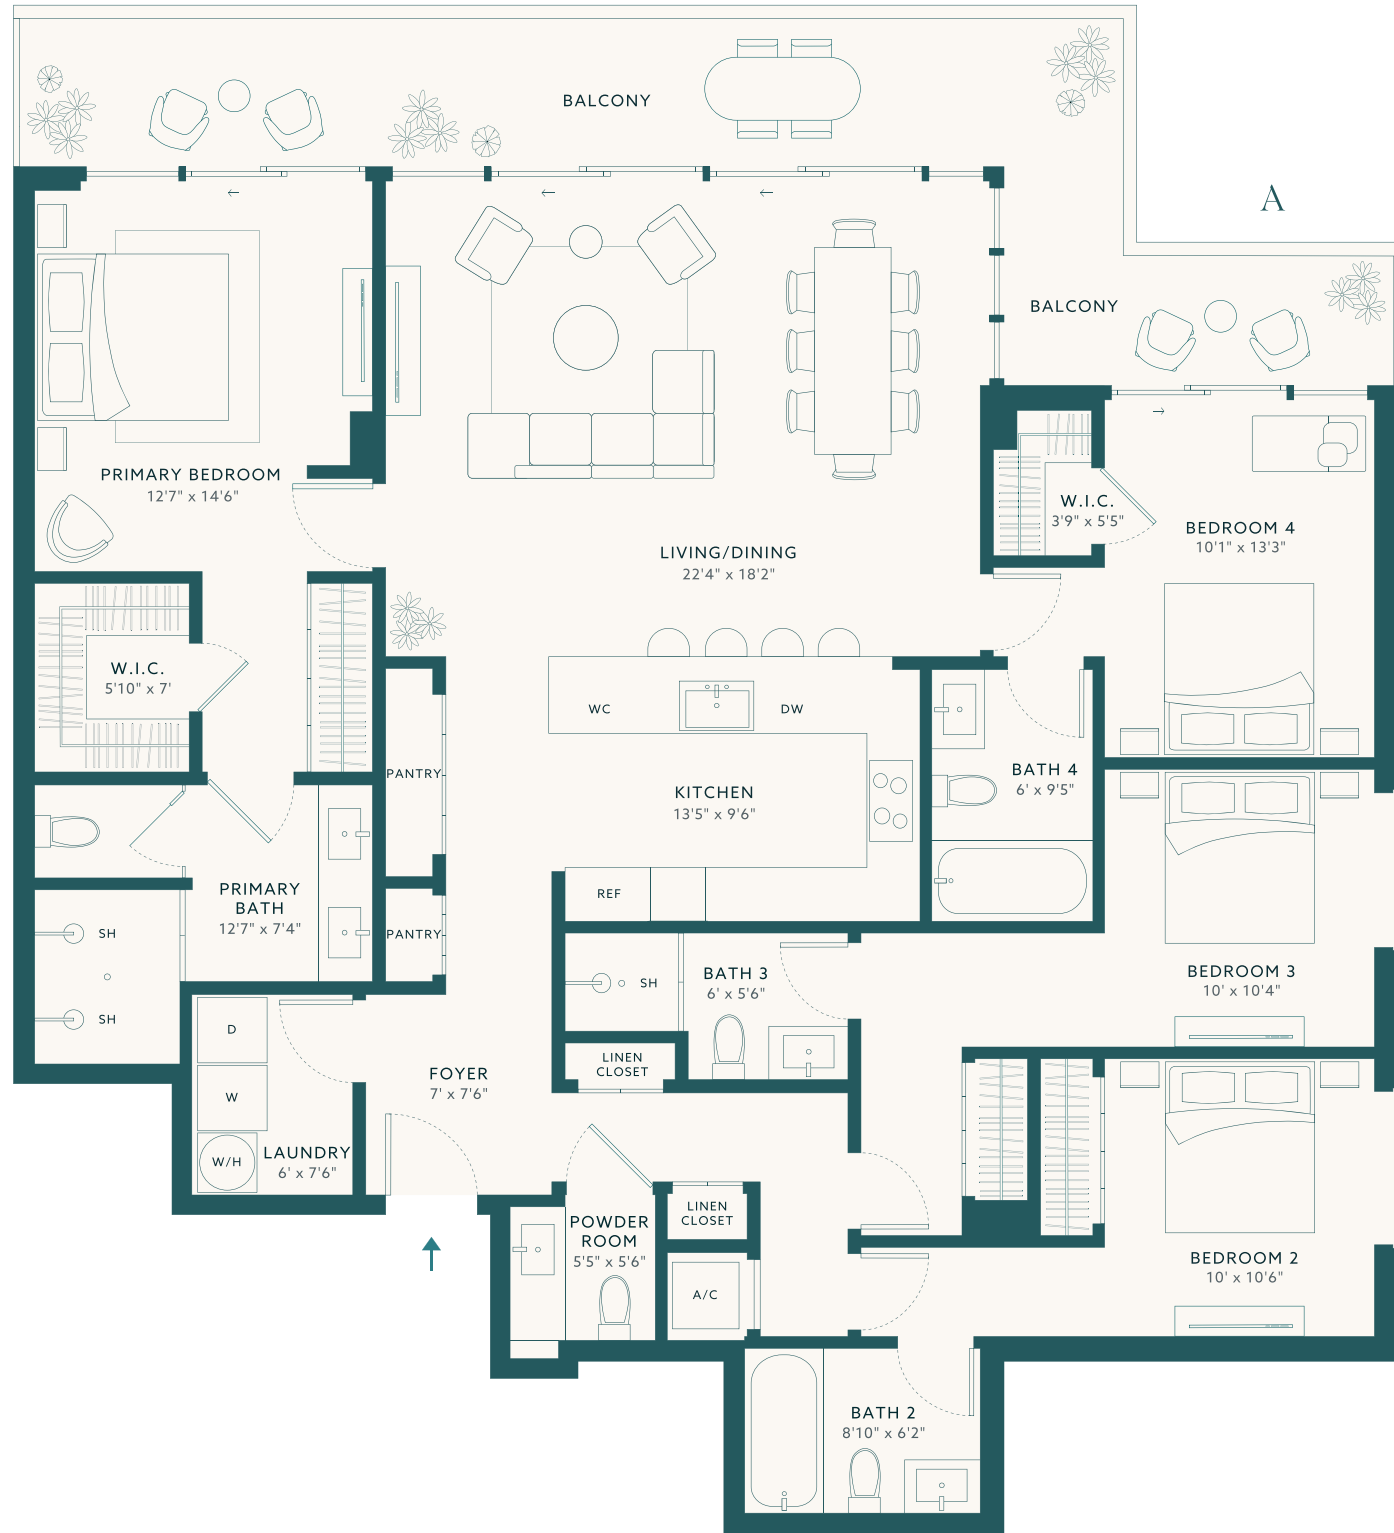 BALCONY
A
BALCONY
PRIMARY BEDROOM
12'7" x 14'6"
W.I.C.
3'9" x 5'5"
BEDROOM 4
10'1" x 13'3"
LIVING/DINING
22'4" x 18'2"
W.I.C.
5'10" x 7'
WC
DW
PANTRY
KITCHEN
13'5" x 9'6"
BATH 4
6' x 9'5"
PRIMARY
BATH
12'7" x 7'4"
REF
PANTRY
SH
SH
BATH 3
6' x 5'6"
SH
BEDROOM 3
10' x 10'4"
D
W
W/H
LAUNDRY
6' x 7'6"
FOYER
7' x 7'6"
LINEN
CLOSET
LINEN
CLOSET
POWDER
ROOM
5'5" x 5'6"
A/C
BEDROOM 2
10' x 10'6"
BATH 2
8'10" x 6'2"